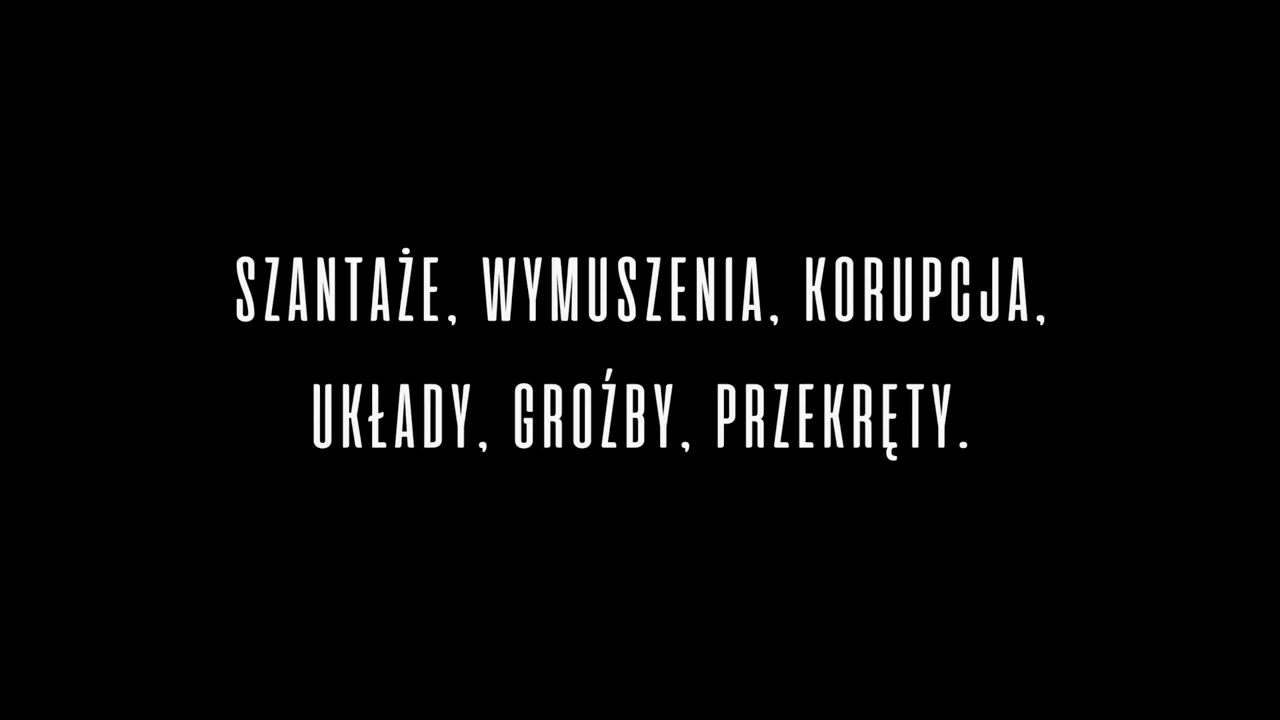 SZANTAŻE, WYMUSZENIA, KORUPCJA,
UKŁADY, GROŹBY, PRZEKRĘTY.